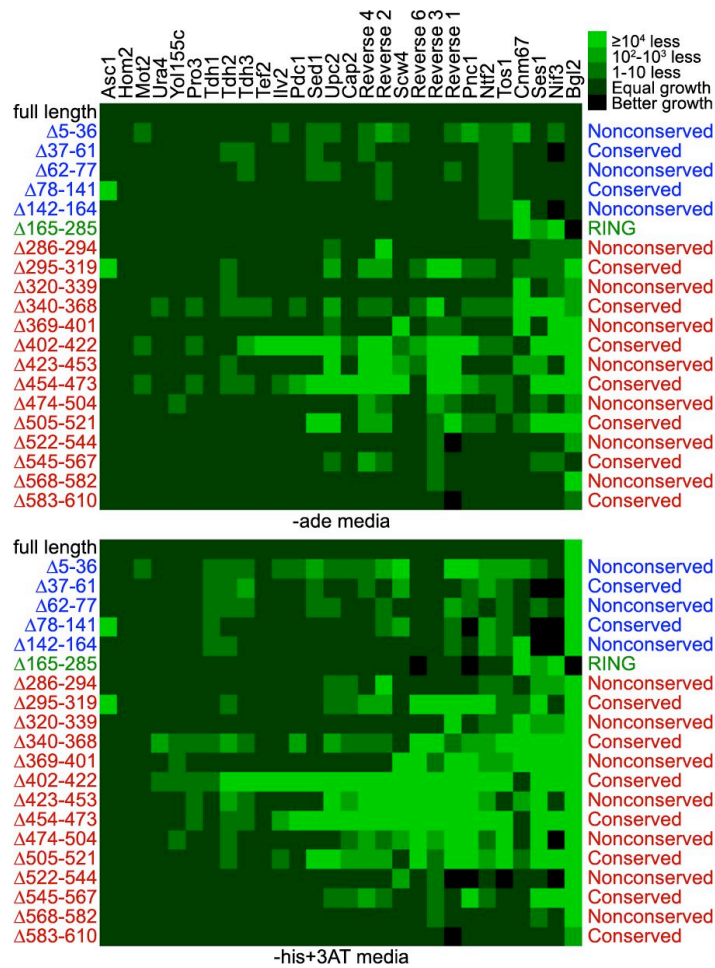 Asc1
Hom2
Mot2
Ura4
Yol155c
Pro3
Tdh1
Tdh2
Tdh3
Tef2
Ilv2
Pdc1
Sed1
Upc2
Cap2
Reverse 4
Reverse 2
Scw4
Reverse 6
Reverse 3
Reverse 1
Pnc1
Ntf2
Tos1
Cnm67
Ses1
Nif3
Bgl2
≥10⁴ less
10²-10³ less
1-10 less
Equal growth
Better growth
full length
Δ5-36 Nonconserved
Δ37-61 Conserved
Δ62-77 Nonconserved
Δ78-141 Conserved
Δ142-164 Nonconserved
Δ165-285 RING
Δ286-294 Nonconserved
Δ295-319 Conserved
Δ320-339 Nonconserved
Δ340-368 Conserved
Δ369-401 Nonconserved
Δ402-422 Conserved
Δ423-453 Nonconserved
Δ454-473 Conserved
Δ474-504 Nonconserved
Δ505-521 Conserved
Δ522-544 Nonconserved
Δ545-567 Conserved
Δ568-582 Nonconserved
Δ583-610 Conserved
-ade media
full length
Δ5-36 Nonconserved
Δ37-61 Conserved
Δ62-77 Nonconserved
Δ78-141 Conserved
Δ142-164 Nonconserved
Δ165-285 RING
Δ286-294 Nonconserved
Δ295-319 Conserved
Δ320-339 Nonconserved
Δ340-368 Conserved
Δ369-401 Nonconserved
Δ402-422 Conserved
Δ423-453 Nonconserved
Δ454-473 Conserved
Δ474-504 Nonconserved
Δ505-521 Conserved
Δ522-544 Nonconserved
Δ545-567 Conserved
Δ568-582 Nonconserved
Δ583-610 Conserved
-his+3AT media